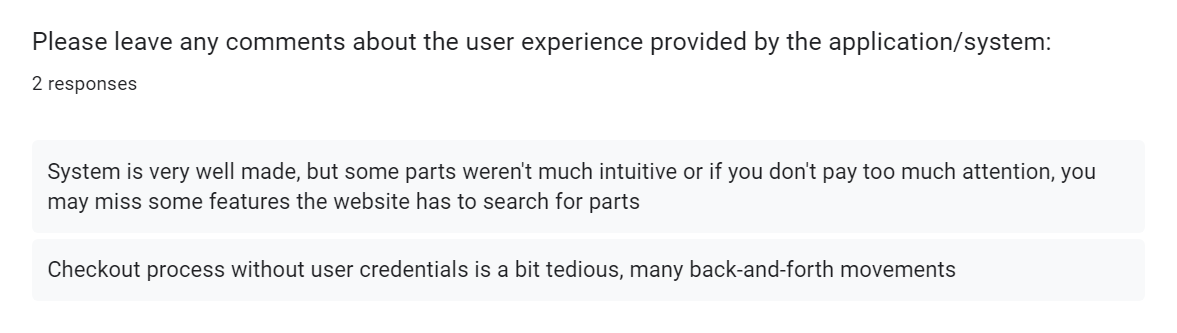 Please leave any comments about the user experience provided by the application/system:
2 responses
System is very well made, but some parts weren't much intuitive or if you don't pay too much attention, you
may miss some features the website has to search for parts
Checkout process without user credentials is a bit tedious, many back-and-forth movements